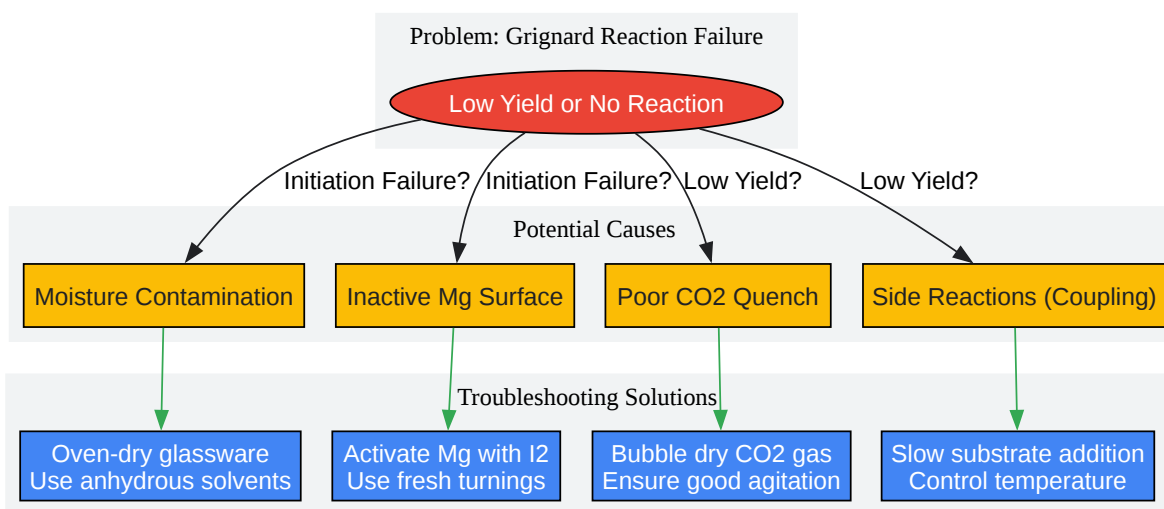 Problem: Grignard Reaction Failure
Low Yield or No Reaction
Initiation Failure?
Initiation Failure?
Low Yield?
Low Yield?
Potential Causes
Moisture Contamination
Inactive Mg Surface
Poor CO2 Quench
Side Reactions (Coupling)
Troubleshooting Solutions
Oven-dry glassware
Use anhydrous solvents
Activate Mg with I2
Use fresh turnings
Bubble dry CO2 gas
Ensure good agitation
Slow substrate addition
Control temperature